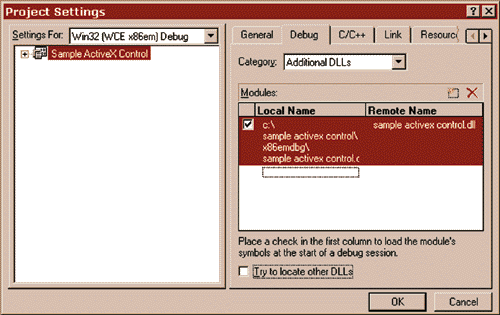 Project Settings
Settings For: Win32 (WCE x86em) Debug
Sample ActiveX Control
General Debug C/C++ Link Resourc
Category: Additional DLLs
Modules:
Local Name Remote Name
c:\ sample activex control.dll
sample activex control\
x86emdbg\
sample activex control.c
Place a check in the first column to load the module's
symbols at the start of a debug session.
Try to locate other DLLs
OK Cancel